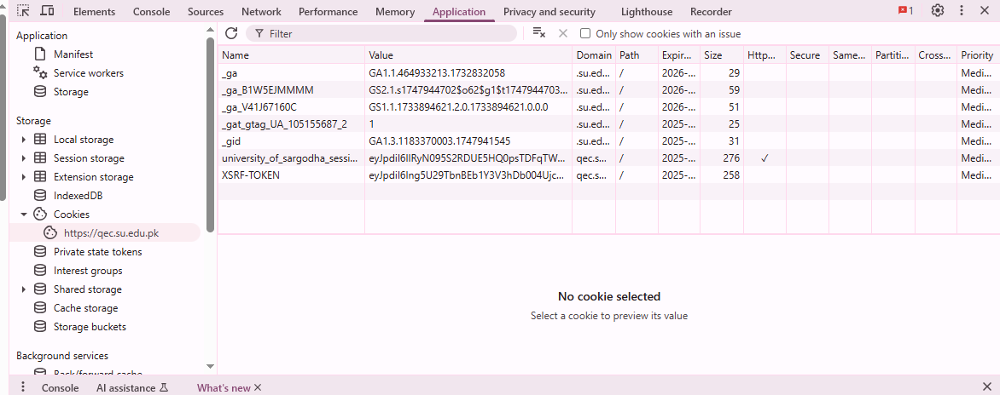 Elements Console Sources Network Performance Memory Application Privacy and security Lighthouse Recorder 1
Application
Manifest
Service workers
Storage
Storage
Local storage
Session storage
Extension storage
IndexedDB
Cookies
https://qec.su.edu.pk
Private state tokens
Interest groups
Shared storage
Cache storage
Storage buckets
Background services
Back/forward cache
Filter Only show cookies with an issue
Name Value Domain Path Expir... Size Http... Secure Same... Partiti... Cross... Priority
_ga GA1.1.464933213.1732832058 .su.ed... / 2026-... 29 Medi...
_ga_B1W5EJMMMM GS2.1.s1747944702$o62$g1$t1747944703... .su.ed... / 2026-... 59 Medi...
_ga_V41J67160C GS1.1.1733894621.2.0.1733894621.0.0.0 .su.ed... / 2026-... 51 Medi...
_gat_gtag_UA_105155687_2 1 .su.ed... / 2025-... 25 Medi...
_gid GA1.3.1183370003.1747941545 .su.ed... / 2025-... 31 Medi...
university_of_sargodha_sessi... eyJpdiI6IlRyN095S2RDUE5HQ0psTDFqTW... qec.s... / 2025-... 276 ✓ Medi...
XSRF-TOKEN eyJpdiI6Ing5U29TbnBEb1Y3V3hDb004Ujc... qec.s... / 2025-... 258 Medi...
No cookie selected
Select a cookie to preview its value
Console AI assistance What's new